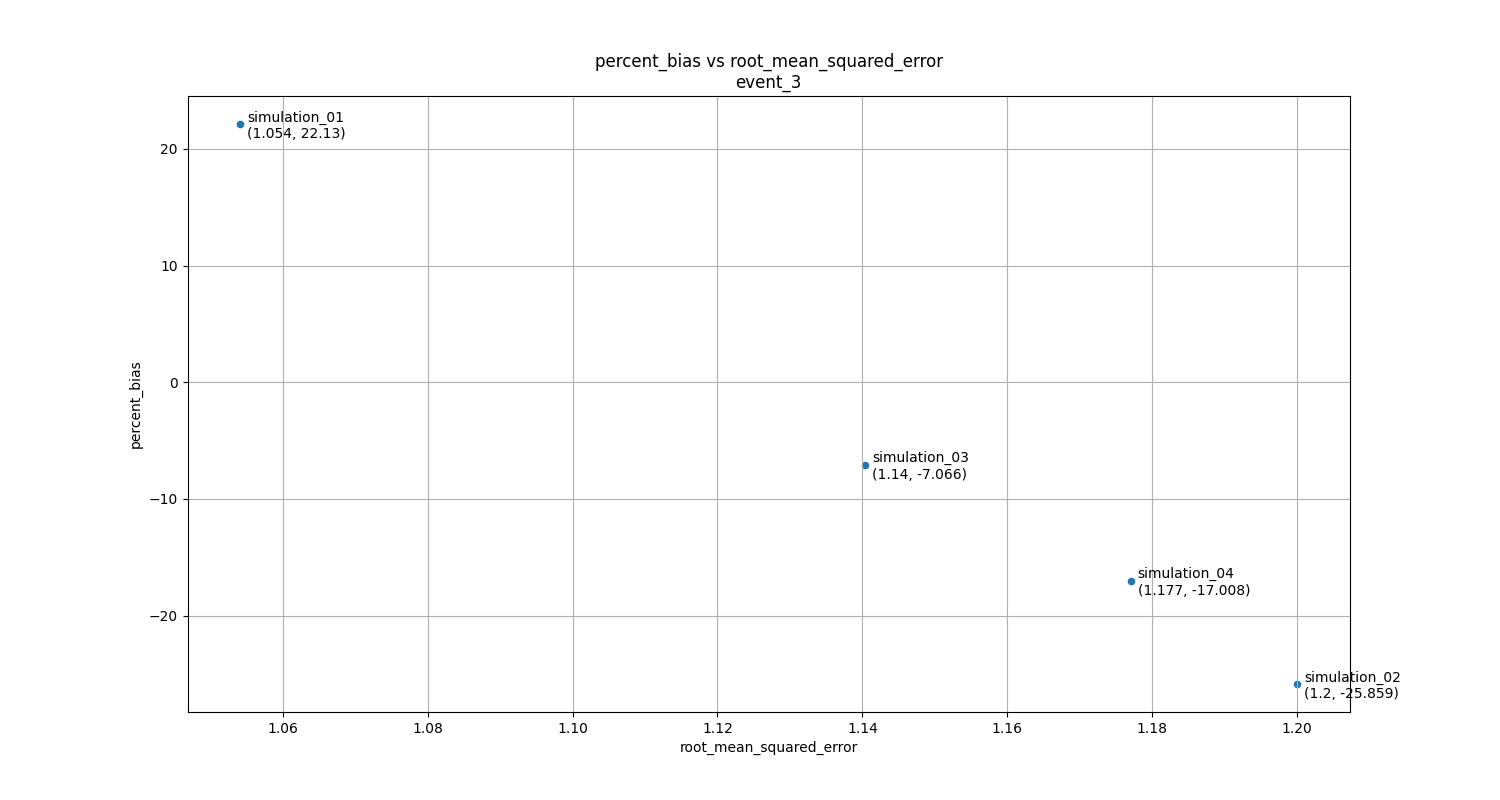 percent_bias vs root_mean_squared_error
event_3
simulation_01
(1.054, 22.13)
20
10
0
percent_bias
simulation_03
(1.14, -7.066)
−10
simulation_04
(1.177, -17.008)
−20
simulation_02
(1.2, -25.859)
1.06
1.08
1.10
1.12
1.14
1.16
1.18
1.20
root_mean_squared_error